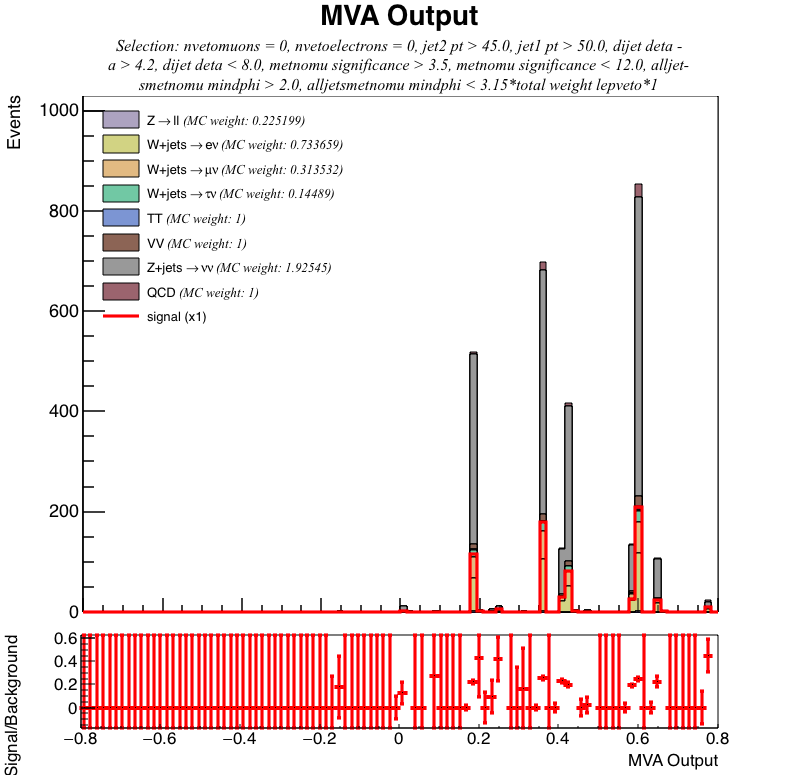 MVA Output
Selection: nvetomuons = 0, nvetoelectrons = 0, jet2 pt > 45.0, jet1 pt > 50.0, dijet deta -
a > 4.2, dijet deta < 8.0, metnomu significance > 3.5, metnomu significance < 12.0, alljet-
smetnomu mindphi > 2.0, alljetsmetnomu mindphi < 3.15*total weight lepveto*1
Events
1000
800
600
400
200
0
Z→ll (MC weight: 0.225199)
W+jets→eν (MC weight: 0.733659)
W+jets→μν (MC weight: 0.313532)
W+jets→τν (MC weight: 0.14489)
TT (MC weight: 1)
VV (MC weight: 1)
Z+jets→νν (MC weight: 1.92545)
QCD (MC weight: 1)
signal (x1)
Signal/Background
0.6
0.4
0.2
0
−0.8 −0.6 −0.4 −0.2 0 0.2 0.4 0.6 0.8
MVA Output